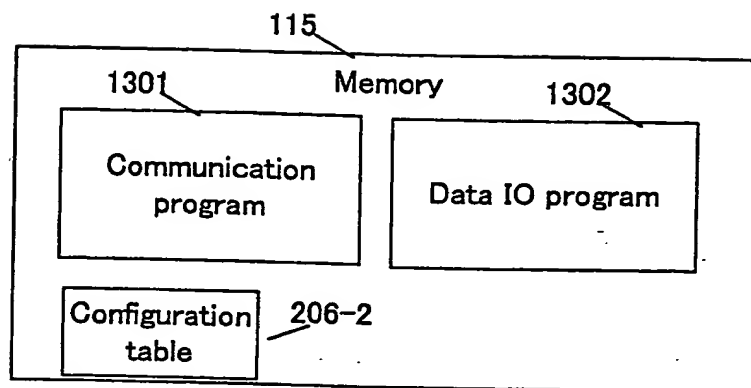 115
Memory
1301
1302
Communication
program
Data IO program
Configuration
table
206-2